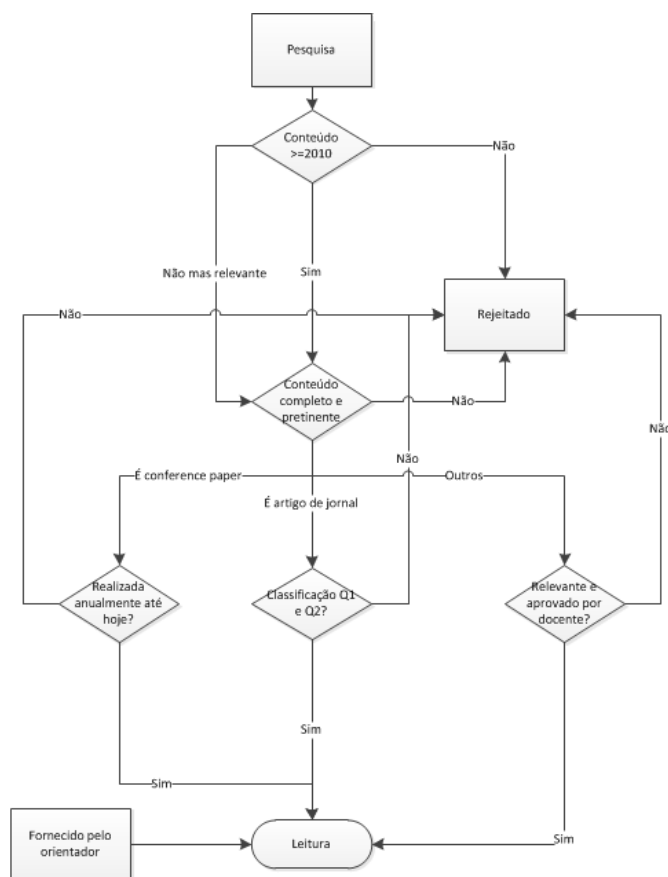 Pesquisa
Conteúdo
>=2010
Não
Não mas relevante
Sim
Não
Rejeitado
Conteúdo
completo e
pretinente
Não
Não
Não
É conference paper
Outros
É artigo de jornal
Realizada
anualmente até
hoje?
Classificação Q1
e Q2?
Relevante e
aprovado por
docente?
Sim
Sim
Sim
Fornecido pelo
orientador
Leitura